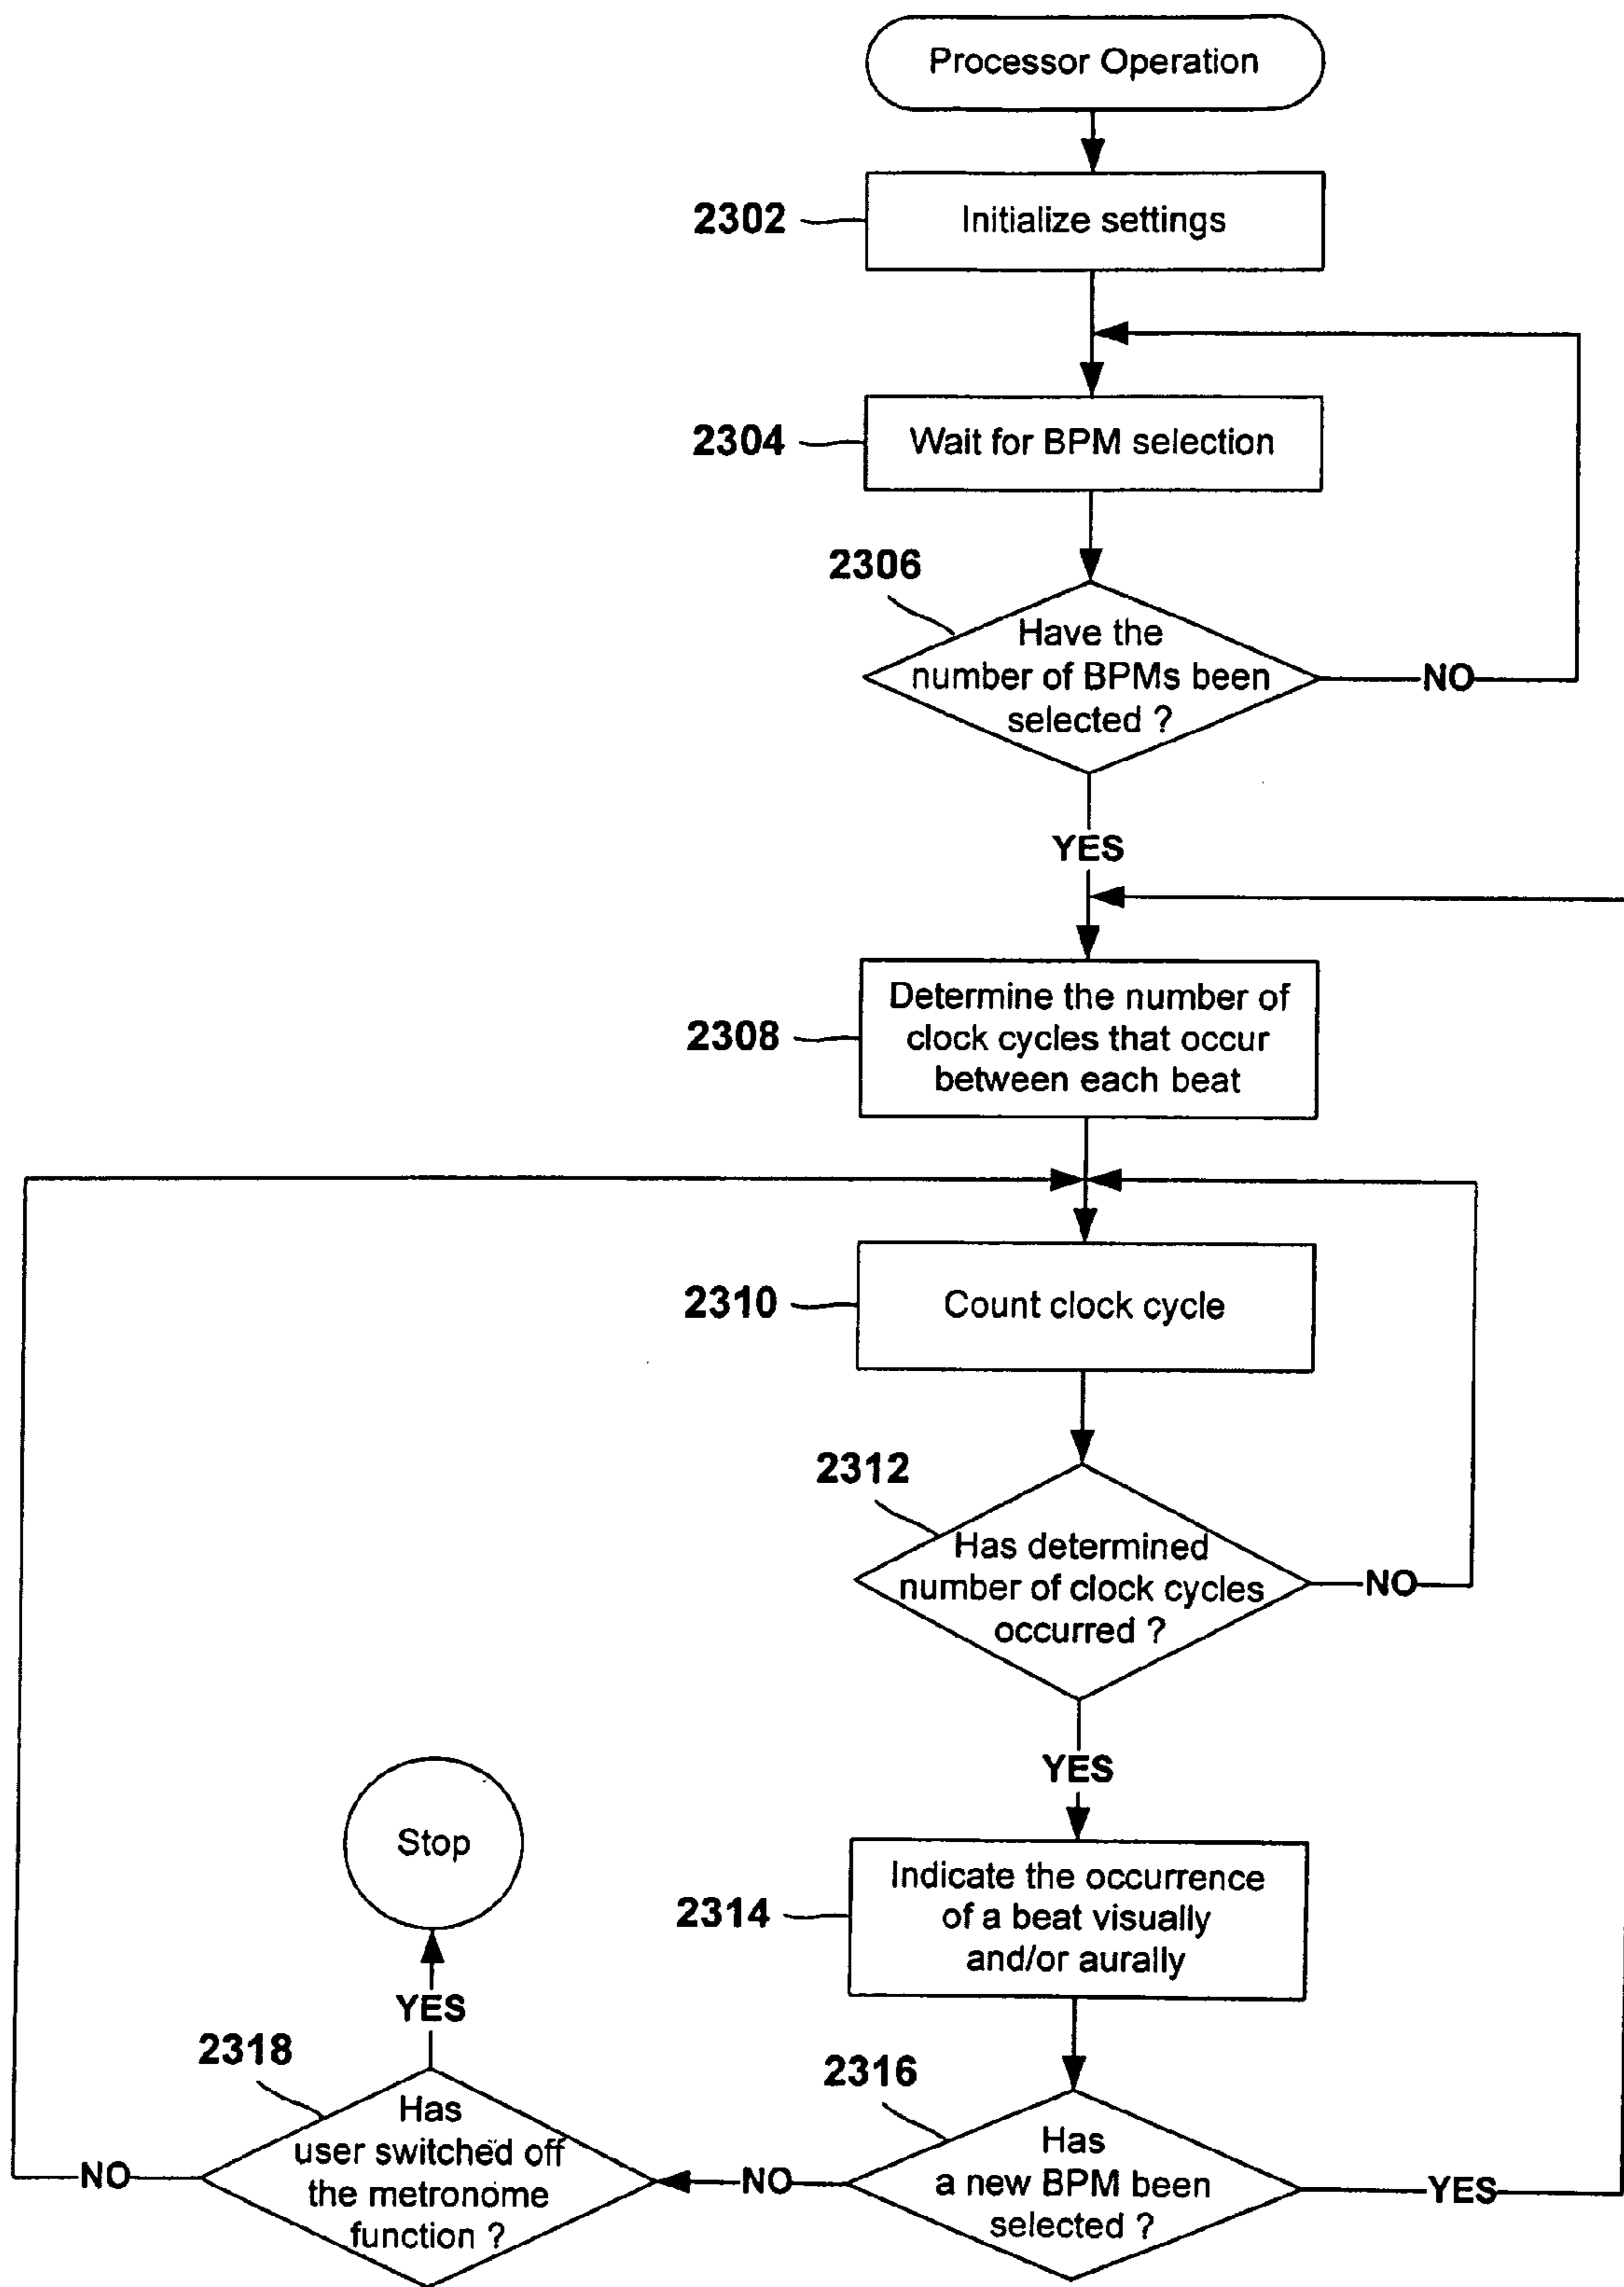 Processor Operation
2302
Initialize settings
2304
Wait for BPM selection
2306
Have the
number of BPMs been
selected ?
NO
YES
2308
Determine the number of
clock cycles that occur
between each beat
2310
Count clock cycle
2312
Has determined
number of clock cycles
occurred ?
NO
YES
2314
Indicate the occurrence
of a beat visually
and/or aurally
2316
Has
a new BPM been
selected ?
YES
NO
2318
Has
user switched off
the metronome
function ?
NO
YES
Stop